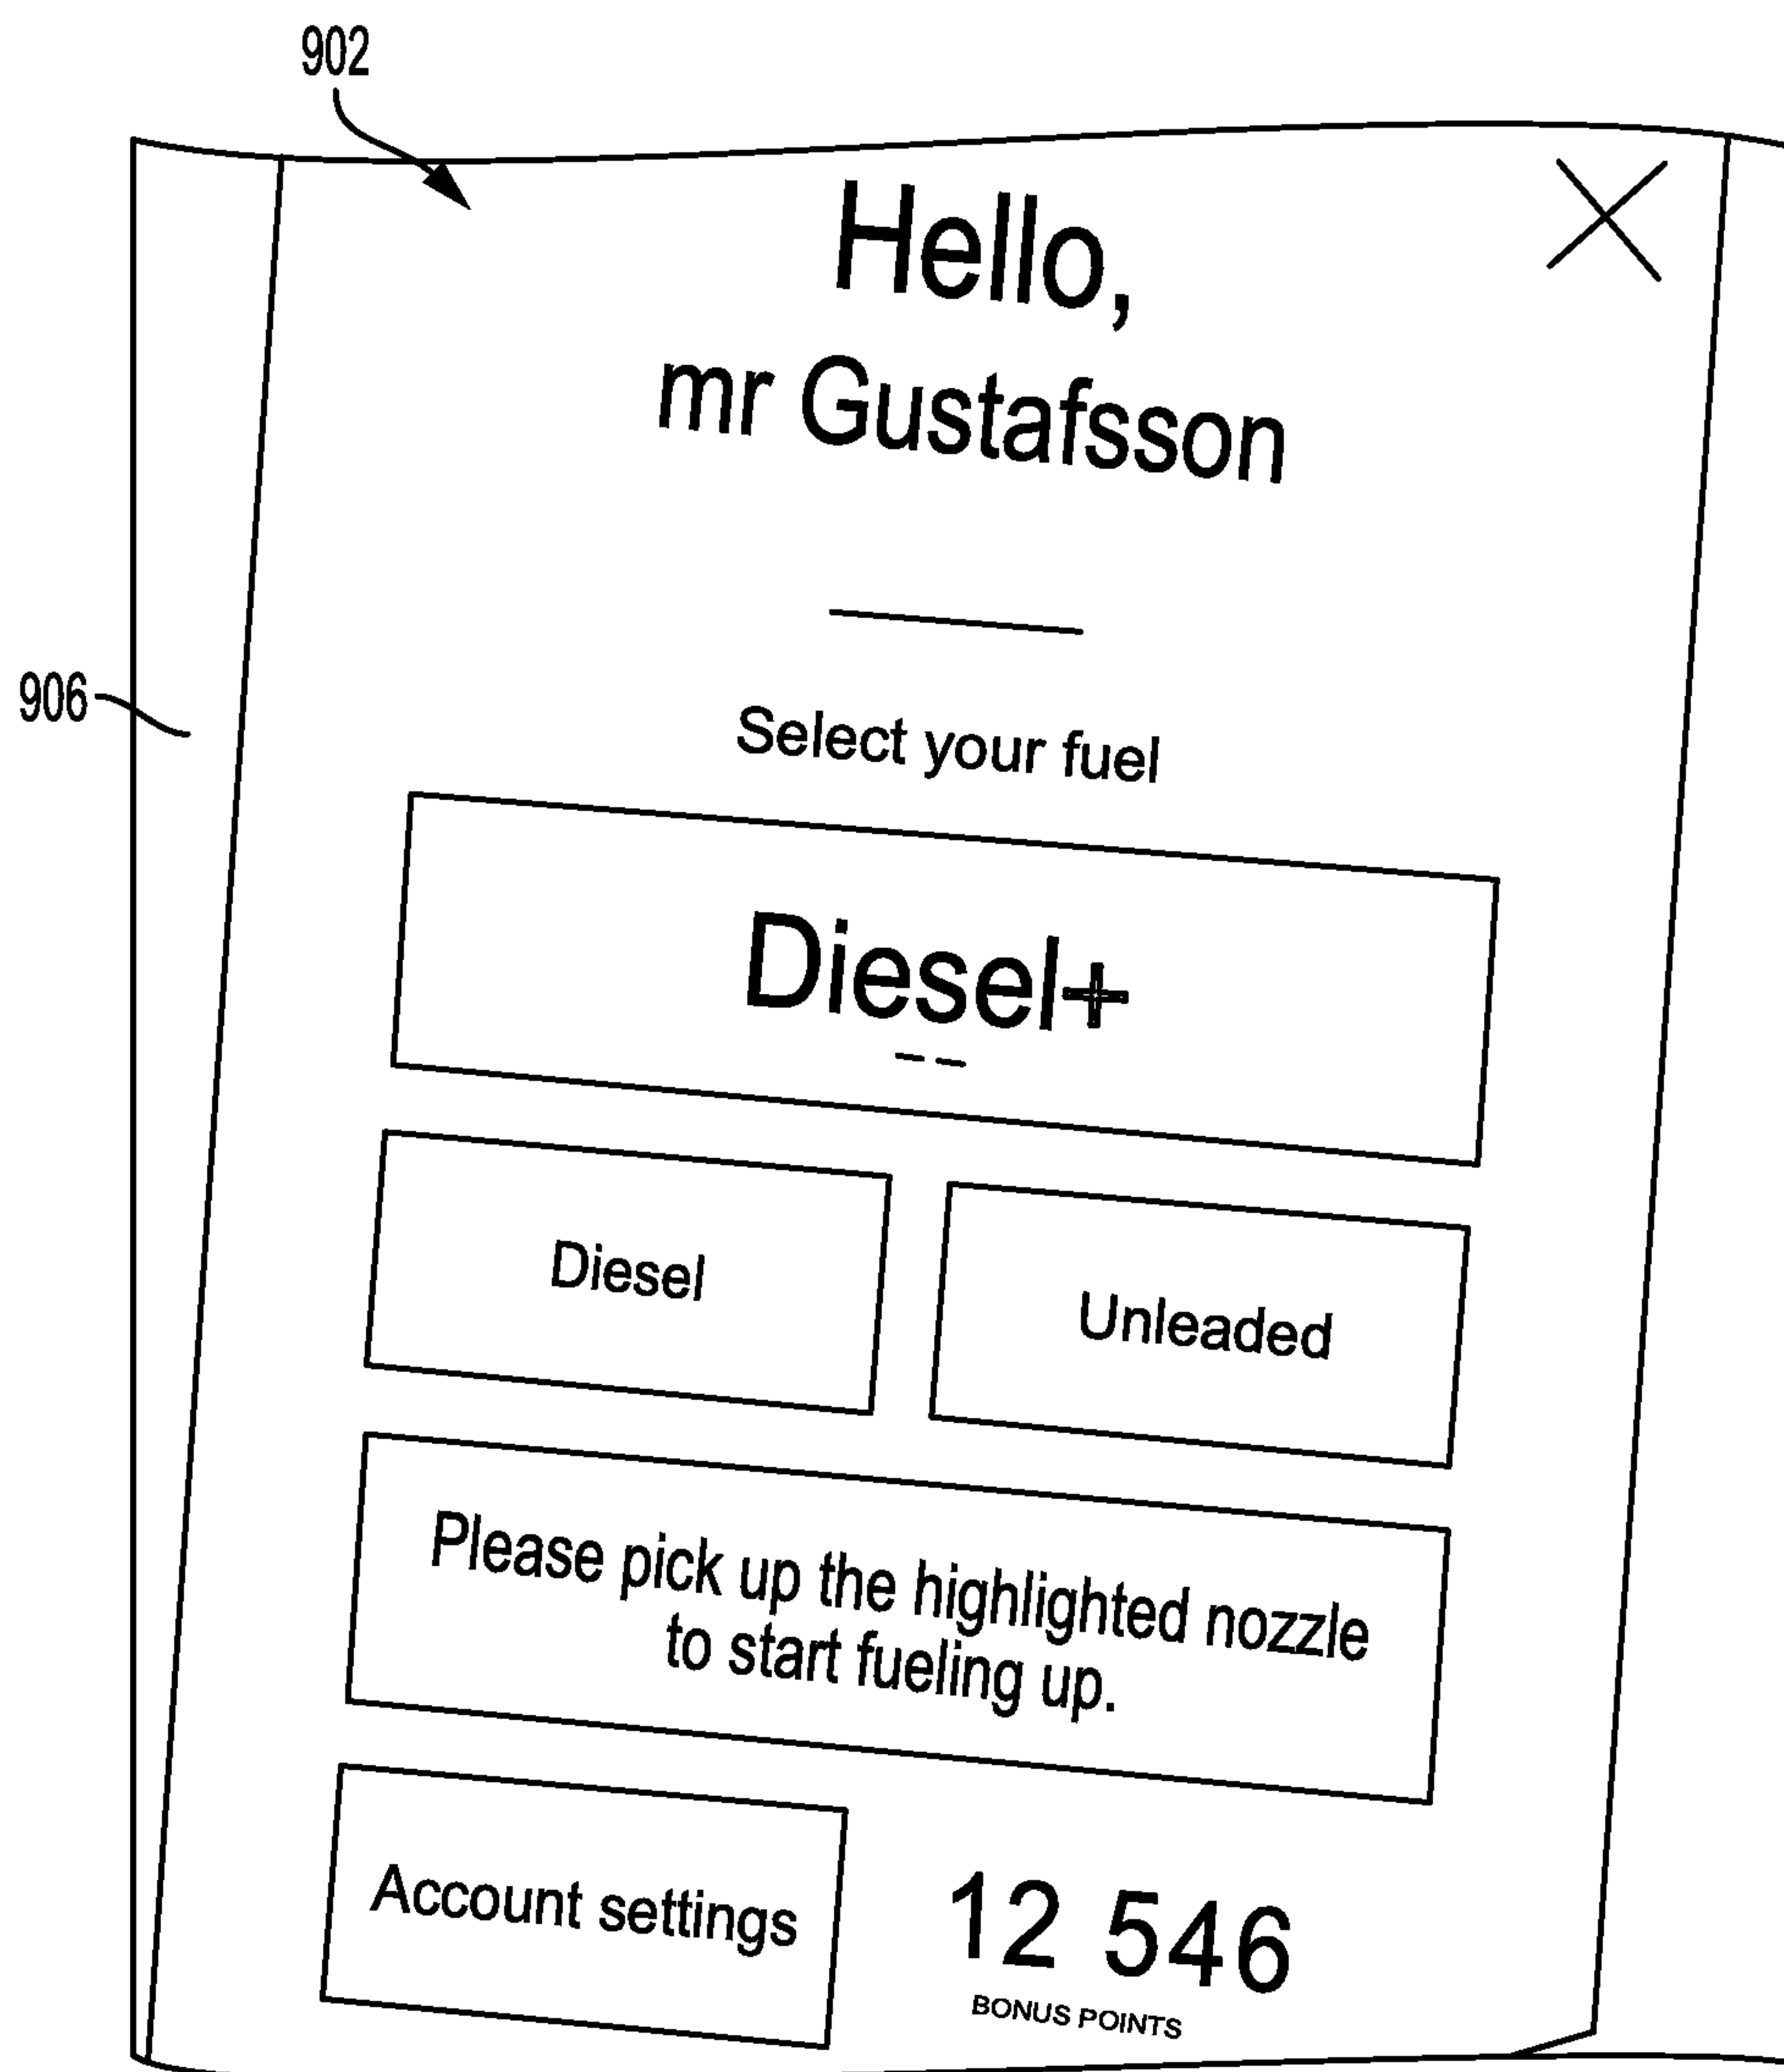 902
Hello,
mr Gustafsson
906
Select your fuel
Diesel+
Diesel
Unleaded
Please pick up the highlighted nozzle
to start fueling up.
Account settings
12 546
BONUS POINTS